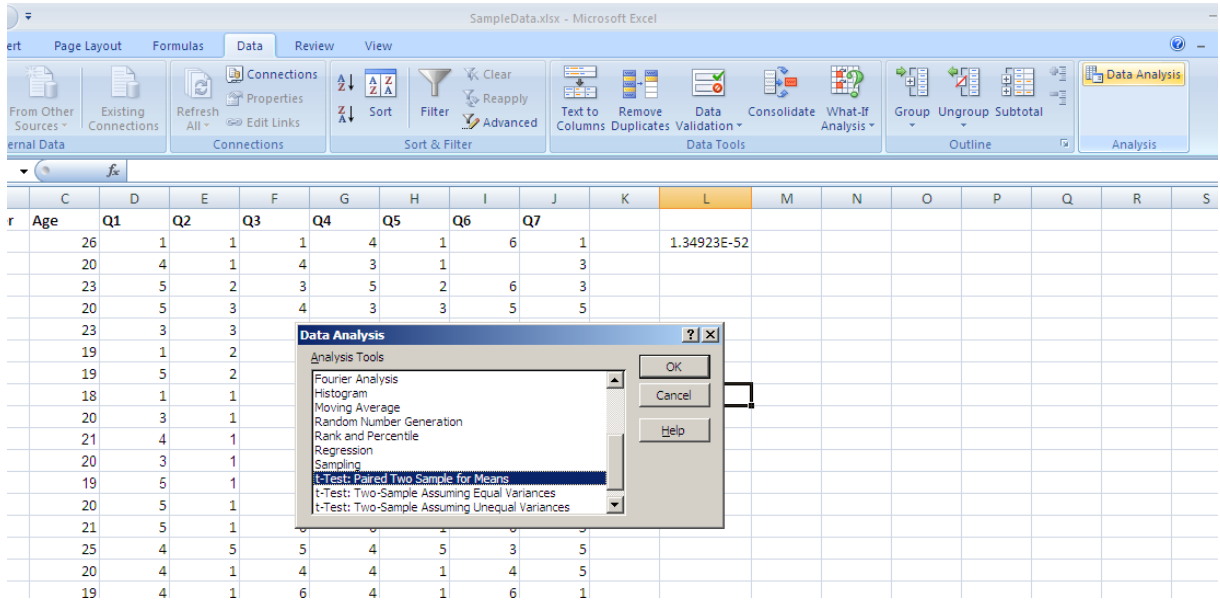 SampleData.xlsx - Microsoft Excel
ert Page Layout Formulas Data Review View
From Other Sources
Existing Connections
Refresh All
Connections
Properties
Edit Links
Sort
Filter
Clear
Reapply
Advanced
Text to Columns
Remove Duplicates
Data Validation
Consolidate
What-If Analysis
Group
Ungroup
Subtotal
Data Analysis
ernal Data Connections Sort & Filter Data Tools Outline Analysis
fx
C D E F G H I J K L M N O P Q R S
r Age Q1 Q2 Q3 Q4 Q5 Q6 Q7
26 1 1 1 4 1 6 1 1.34923E-52
20 4 1 4 3 1 3
23 5 2 3 5 2 6 3
20 5 3 4 3 3 5 5
23 3 3
19 1 2
19 5 2
18 1 1
20 3 1
21 4 1
20 3 1
19 5 1
20 5 1
21 5 1
25 4 5 5 4 5 3 5
20 4 1 4 4 1 4 5
19 4 1 6 4 1 6 1
Data Analysis
Analysis Tools
Fourier Analysis
Histogram
Moving Average
Random Number Generation
Rank and Percentile
Regression
Sampling
t-Test: Paired Two Sample for Means
t-Test: Two-Sample Assuming Equal Variances
t-Test: Two-Sample Assuming Unequal Variances
OK
Cancel
Help